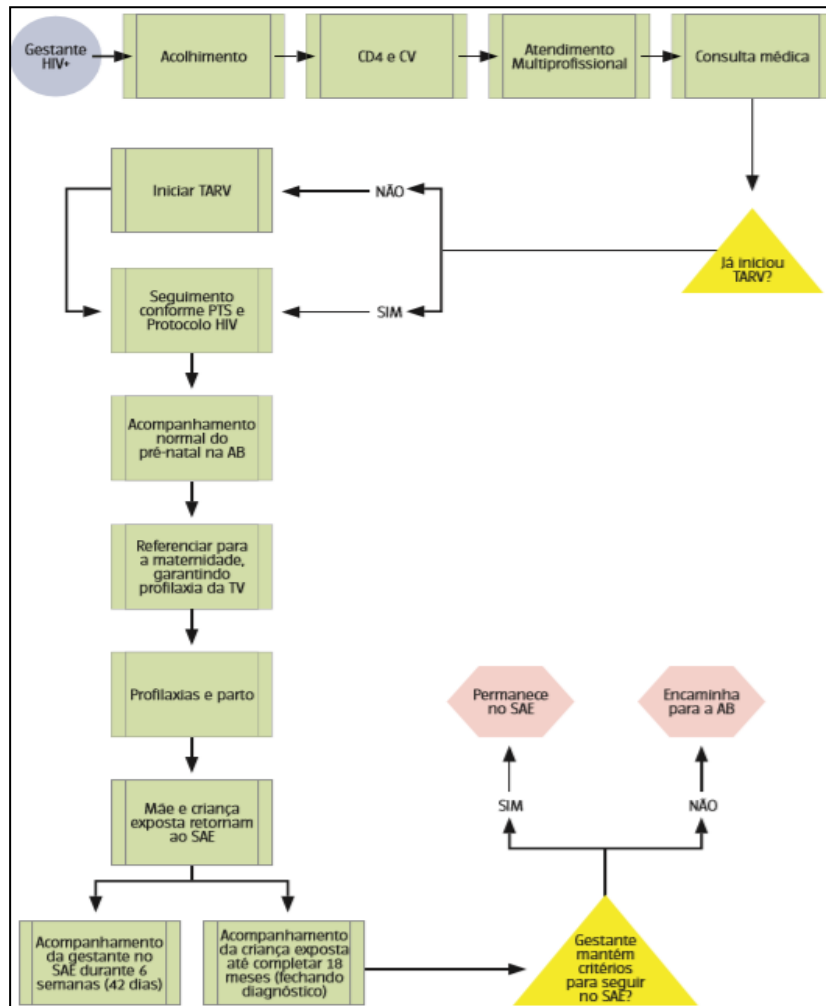 Gestante
HIV+
Acolhimento
CD4 e CV
Atendimento
Multiprofissional
Consulta médica
Iniciar TARV
NÃO
Já iniciou
TARV?
Seguimento
conforme PTS e
Protocolo HIV
SIM
Acompanhamento
normal do
pré-natal na AB
Referenciar para
a maternidade,
garantindo
profilaxia da TV
Profilaxias e parto
Permanece
no SAE
Encaminha
para a AB
Mãe e criança
exposta retornam
ao SAE
SIM
NÃO
Acompanhamento
da gestante no
SAE durante 6
semanas (42 dias)
Acompanhamento
da criança exposta
até completar 18
meses (fechando
diagnóstico)
Gestante
mantém
critérios
para seguir
no SAE?